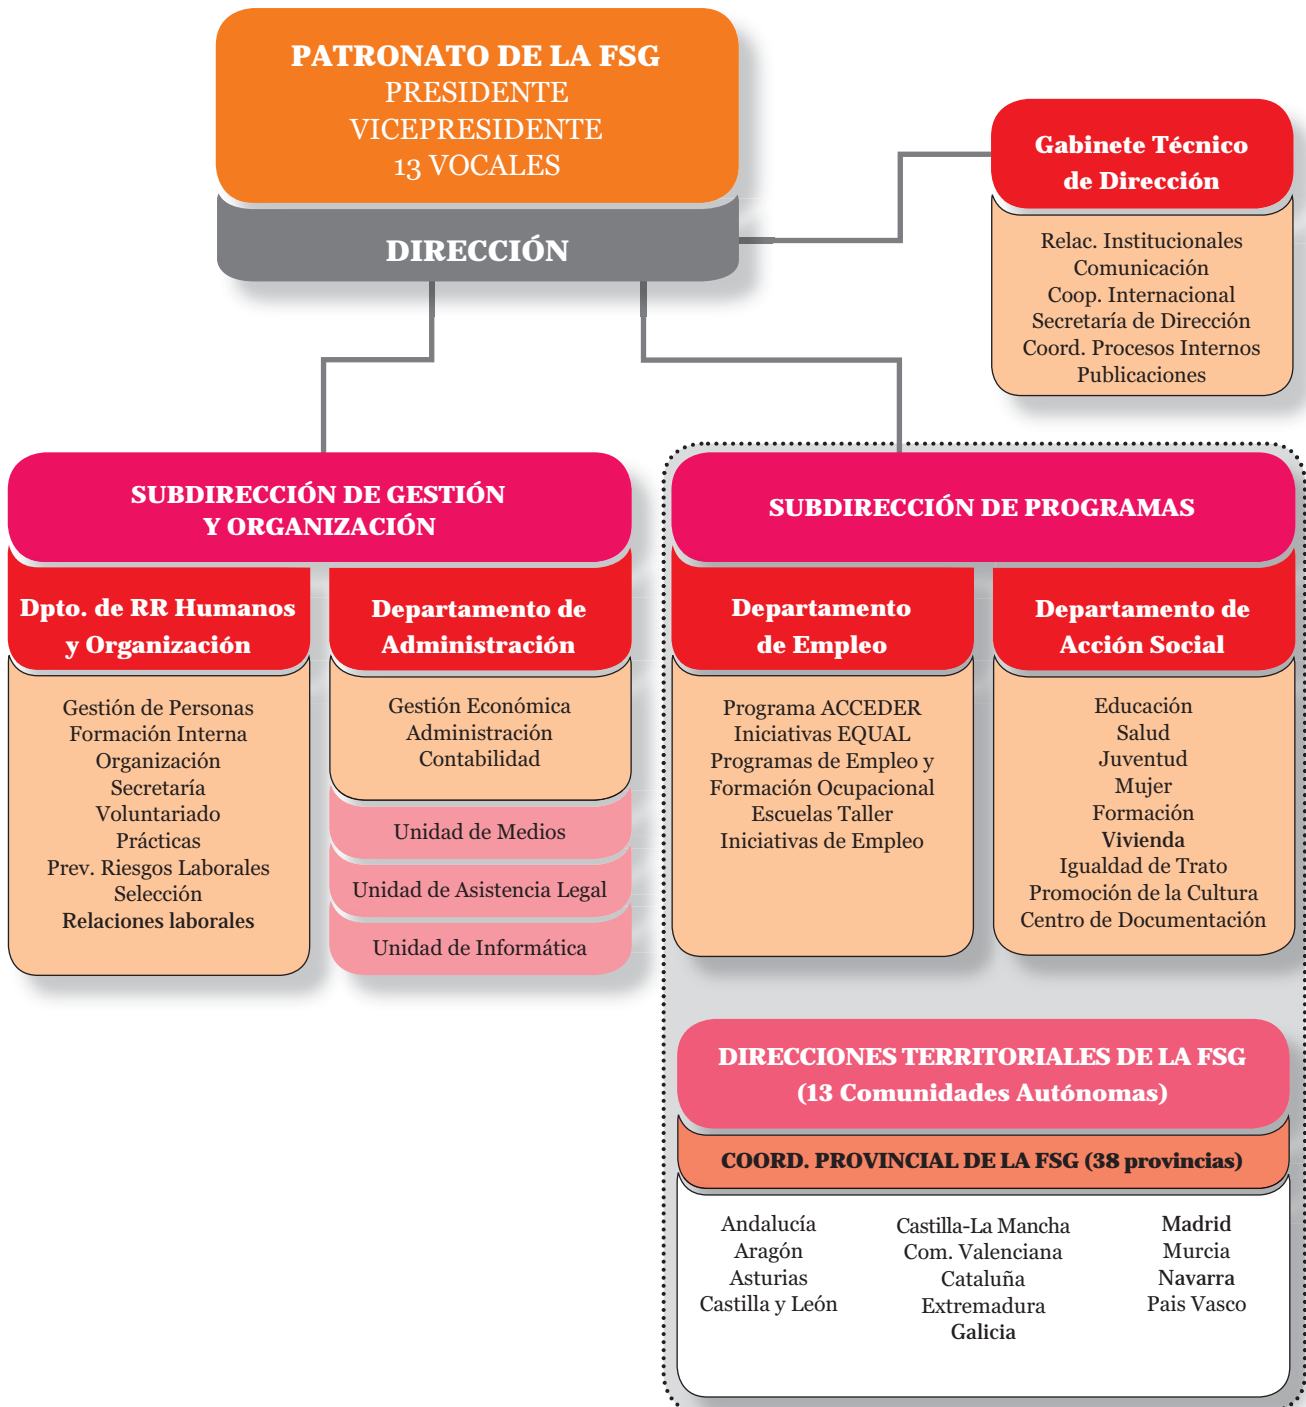 PATRONATO DE LA FSG
PRESIDENTE
VICEPRESIDENTE
13 VOCALES
DIRECCIÓN
Gabinete Técnico
de Dirección
Relac. Institucionales
Comunicación
Coop. Internacional
Secretaría de Dirección
Coord. Procesos Internos
Publicaciones
SUBDIRECCIÓN DE GESTIÓN
Y ORGANIZACIÓN
Dpto. de RR Humanos
y Organización
Gestión de Personas
Formación Interna
Organización
Secretaría
Voluntariado
Prácticas
Prev. Riesgos Laborales
Selección
Relaciones laborales
Departamento de
Administración
Gestión Económica
Administración
Contabilidad
Unidad de Medios
Unidad de Asistencia Legal
Unidad de Informática
SUBDIRECCIÓN DE PROGRAMAS
Departamento
de Empleo
Programa ACCEDER
Iniciativas EQUAL
Programas de Empleo y
Formación Ocupacional
Escuelas Taller
Iniciativas de Empleo
Departamento de
Acción Social
Educación
Salud
Juventud
Mujer
Formación
Vivienda
Igualdad de Trato
Promoción de la Cultura
Centro de Documentación
DIRECCIONES TERRITORIALES DE LA FSG
(13 Comunidades Autónomas)
COORD. PROVINCIAL DE LA FSG (38 provincias)
Andalucía
Aragón
Asturias
Castilla y León
Castilla-La Mancha
Com. Valenciana
Cataluña
Extremadura
Galicia
Madrid
Murcia
Navarra
Pais Vasco